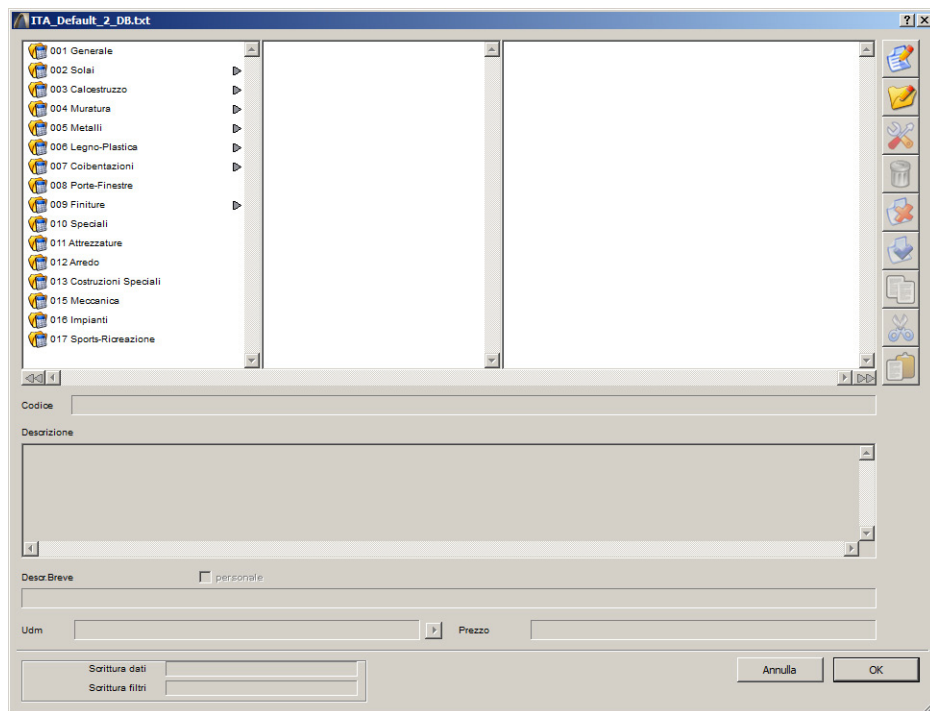 ITA_Default_2_DB.txt
001 Generale
002 Solai
003 Calcestruzzo
004 Muratura
005 Metalli
006 Legno-Plastica
007 Coibentazioni
008 Porte-Finestre
009 Finiture
010 Speciali
011 Attrezzature
012 Arredo
013 Costruzioni Speciali
015 Meccanica
016 Impianti
017 Sports-Ricreazione
Codice
Descrizione
Descr.Breve personale
Udm Prezzo
Scrittura dati
Scrittura filtri
Annulla OK